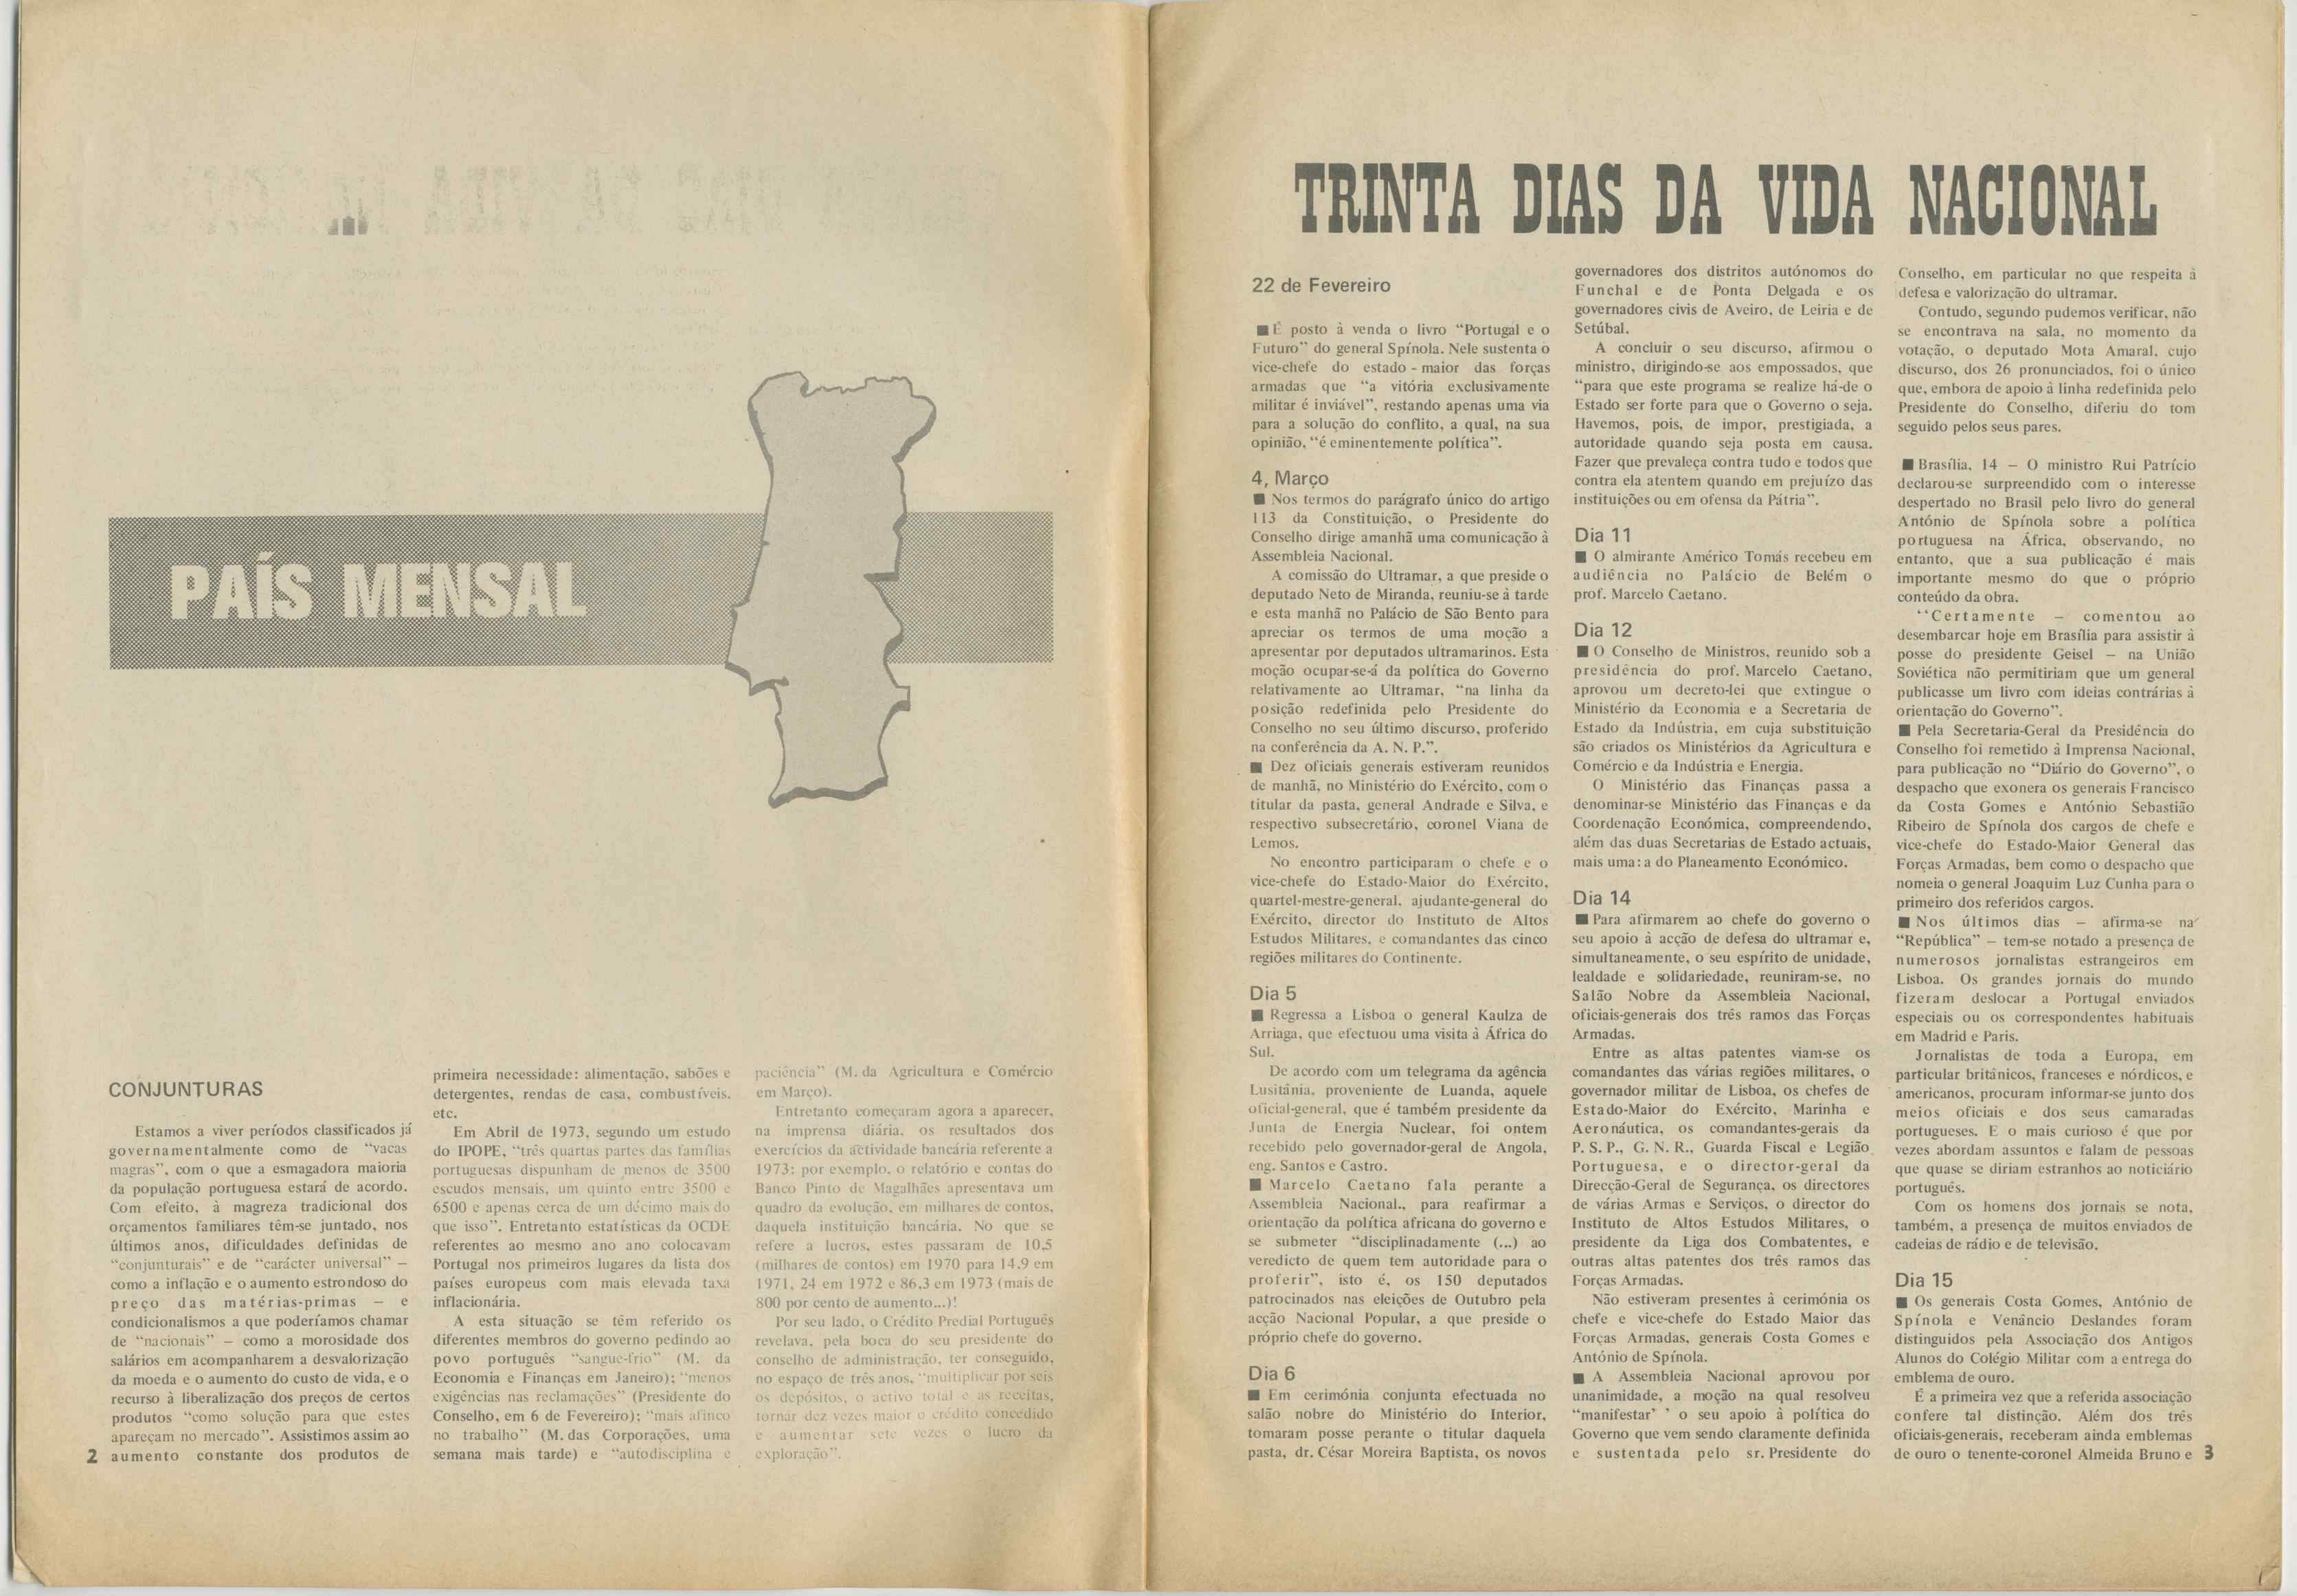 PAÍS MENSAL
CONJUNTURAS
Estamos a viver períodos classificados já
governamentalmente como de “vacas
magras”, com o que a esmagadora maioria
da população portuguesa estará de acordo.
Com efeito, à magreza tradicional dos
orçamentos familiares têm-se juntado, nos
últimos anos, dificuldades definidas de
“conjunturais” e de “carácter universal” –
como a inflação e o aumento estrondoso do
preço das matérias-primas – e
condicionalismos a que poderíamos chamar
de “nacionais” – como a morosidade dos
salários em acompanharem a desvalorização
da moeda e o aumento do custo de vida, e o
recurso à liberalização dos preços de certos
produtos “como solução para que estes
apareçam no mercado”. Assistimos assim ao
2 aumento constante dos produtos de
primeira necessidade: alimentação, sabões e
detergentes, rendas de casa, combustíveis,
etc.
Em Abril de 1973, segundo um estudo
do IPOPE, “três quartas partes das famílias
portuguesas dispunham de menos de 3500
escudos mensais, um quinto entre 3500 e
6500 e apenas cerca de um décimo mais do
que isso”. Entretanto estatísticas da OCDE
referentes ao mesmo ano ano colocavam
Portugal nos primeiros lugares da lista dos
países europeus com mais elevada taxa
inflacionária.
A esta situação se têm referido os
diferentes membros do governo pedindo ao
povo português “sangue-frio” (M. da
Economia e Finanças em Janeiro); “menos
exigências nas reclamações” (Presidente do
Conselho, em 6 de Fevereiro); “mais afinco
no trabalho” (M. das Corporações, uma
semana mais tarde) e “autodisciplina e
paciência” (M. da Agricultura e Comércio
em Março).
Entretanto começaram agora a aparecer,
na imprensa diária, os resultados dos
exercícios da actividade bancária referente a
1973: por exemplo, o relatório e contas do
Banco Pinto de Magalhães apresentava um
quadro da evolução, em milhares de contos,
daquela instituição bancária. No que se
refere a lucros, estes passaram de 10,5
(milhares de contos) em 1970 para 14,9 em
1971, 24 em 1972 e 86,3 em 1973 (mais de
800 por cento de aumento...)!
Por seu lado, o Crédito Predial Português
revelava, pela boca do seu presidente do
conselho de administração, ter conseguido,
no espaço de três anos, “multiplicar por seis
os depósitos, o activo total e as receitas,
tornar dez vezes maior o crédito concedido
e aumentar sete vezes o lucro da
exploração”.
TRINTA DIAS DA VIDA NACIONAL
22 de Fevereiro
■ É posto à venda o livro “Portugal e o
Futuro” do general Spínola. Nele sustenta o
vice-chefe do estado - maior das forças
armadas que “a vitória exclusivamente
militar é inviável”, restando apenas uma via
para a solução do conflito, a qual, na sua
opinião, “é eminentemente política”.
4, Março
■ Nos termos do parágrafo único do artigo
113 da Constituição, o Presidente do
Conselho dirige amanhã uma comunicação à
Assembleia Nacional.
A comissão do Ultramar, a que preside o
deputado Neto de Miranda, reuniu-se à tarde
e esta manhã no Palácio de São Bento para
apreciar os termos de uma moção a
apresentar por deputados ultramarinos. Esta
moção ocupar-se-á da política do Governo
relativamente ao Ultramar, “na linha da
posição redefinida pelo Presidente do
Conselho no seu último discurso, proferido
na conferência da A. N. P.”.
■ Dez oficiais generais estiveram reunidos
de manhã, no Ministério do Exército, com o
titular da pasta, general Andrade e Silva, e
respectivo subsecretário, coronel Viana de
Lemos.
No encontro participaram o chefe e o
vice-chefe do Estado-Maior do Exército,
quartel-mestre-general, ajudante-general do
Exército, director do Instituto de Altos
Estudos Militares, e comandantes das cinco
regiões militares do Continente.
Dia 5
■ Regressa a Lisboa o general Kaulza de
Arriaga, que efectuou uma visita à África do
Sul.
De acordo com um telegrama da agência
Lusitânia, proveniente de Luanda, aquele
oficial-general, que é também presidente da
Junta de Energia Nuclear, foi ontem
recebido pelo governador-geral de Angola,
eng. Santos e Castro.
■ Marcelo Caetano fala perante a
Assembleia Nacional., para reafirmar a
orientação da política africana do governo e
se submeter “disciplinadamente (...) ao
veredicto de quem tem autoridade para o
proferir”, isto é, os 150 deputados
patrocinados nas eleições de Outubro pela
acção Nacional Popular, a que preside o
próprio chefe do governo.
Dia 6
■ Em cerimónia conjunta efectuada no
salão nobre do Ministério do Interior,
tomaram posse perante o titular daquela
pasta, dr. César Moreira Baptista, os novos
governadores dos distritos autónomos do
Funchal e de Ponta Delgada e os
governadores civis de Aveiro, de Leiria e de
Setúbal.
A concluir o seu discurso, afirmou o
ministro, dirigindo-se aos empossados, que
“para que este programa se realize há-de o
Estado ser forte para que o Governo o seja.
Havemos, pois, de impor, prestigiada, a
autoridade quando seja posta em causa.
Fazer que prevaleça contra tudo e todos que
contra ela atentem quando em prejuízo das
instituições ou em ofensa da Pátria”.
Dia 11
■ O almirante Américo Tomás recebeu em
audiência no Palácio de Belém o
prof. Marcelo Caetano.
Dia 12
■ O Conselho de Ministros, reunido sob a
presidência do prof. Marcelo Caetano,
aprovou um decreto-lei que extingue o
Ministério da Economia e a Secretaria de
Estado da Indústria, em cuja substituição
são criados os Ministérios da Agricultura e
Comércio e da Indústria e Energia.
O Ministério das Finanças passa a
denominar-se Ministério das Finanças e da
Coordenação Económica, compreendendo,
além das duas Secretarias de Estado actuais,
mais uma: a do Planeamento Económico.
Dia 14
■ Para afirmarem ao chefe do governo o
seu apoio à acção de defesa do ultramar e,
simultaneamente, o seu espírito de unidade,
lealdade e solidariedade, reuniram-se, no
Salão Nobre da Assembleia Nacional,
oficiais-generais dos três ramos das Forças
Armadas.
Entre as altas patentes viam-se os
comandantes das várias regiões militares, o
governador militar de Lisboa, os chefes de
Estado-Maior do Exército, Marinha e
Aeronáutica, os comandantes-gerais da
P. S. P., G. N. R., Guarda Fiscal e Legião
Portuguesa, e o director-geral da
Direcção-Geral de Segurança, os directores
de várias Armas e Serviços, o director do
Instituto de Altos Estudos Militares, o
presidente da Liga dos Combatentes, e
outras altas patentes dos três ramos das
Forças Armadas.
Não estiveram presentes à cerimónia os
chefe e vice-chefe do Estado Maior das
Forças Armadas, generais Costa Gomes e
António de Spínola.
■ A Assembleia Nacional aprovou por
unanimidade, a moção na qual resolveu
“manifestar’ ’ o seu apoio à política do
Governo que vem sendo claramente definida
e sustentada pelo sr. Presidente do
Conselho, em particular no que respeita à
defesa e valorização do ultramar.
Contudo, segundo pudemos verificar, não
se encontrava na sala, no momento da
votação, o deputado Mota Amaral, cujo
discurso, dos 26 pronunciados, foi o único
que, embora de apoio à linha redefinida pelo
Presidente do Conselho, diferiu do tom
seguido pelos seus pares.
■ Brasília, 14 – O ministro Rui Patrício
declarou-se surpreendido com o interesse
despertado no Brasil pelo livro do general
António de Spínola sobre a política
portuguesa na África, observando, no
entanto, que a sua publicação é mais
importante mesmo do que o próprio
conteúdo da obra.
‘‘Certamente – comentou ao
desembarcar hoje em Brasília para assistir à
posse do presidente Geisel – na União
Soviética não permitiriam que um general
publicasse um livro com ideias contrárias à
orientação do Governo”.
■ Pela Secretaria-Geral da Presidência do
Conselho foi remetido à Imprensa Nacional,
para publicação no “Diário do Governo”, o
despacho que exonera os generais Francisco
da Costa Gomes e António Sebastião
Ribeiro de Spínola dos cargos de chefe e
vice-chefe do Estado-Maior General das
Forças Armadas, bem como o despacho que
nomeia o general Joaquim Luz Cunha para o
primeiro dos referidos cargos.
■ Nos últimos dias – afirma-se na
“República” – tem-se notado a presença de
numerosos jornalistas estrangeiros em
Lisboa. Os grandes jornais do mundo
fizeram deslocar a Portugal enviados
especiais ou os correspondentes habituais
em Madrid e Paris.
Jornalistas de toda a Europa, em
particular britânicos, franceses e nórdicos, e
americanos, procuram informar-se junto dos
meios oficiais e dos seus camaradas
portugueses. E o mais curioso é que por
vezes abordam assuntos e falam de pessoas
que quase se diriam estranhos ao noticiário
português.
Com os homens dos jornais se nota,
também, a presença de muitos enviados de
cadeias de rádio e de televisão.
Dia 15
■ Os generais Costa Gomes, António de
Spínola e Venâncio Deslandes foram
distinguidos pela Associação dos Antigos
Alunos do Colégio Militar com a entrega do
emblema de ouro.
É a primeira vez que a referida associação
confere tal distinção. Além dos três
oficiais-generais, receberam ainda emblemas
de ouro o tenente-coronel Almeida Bruno e 3